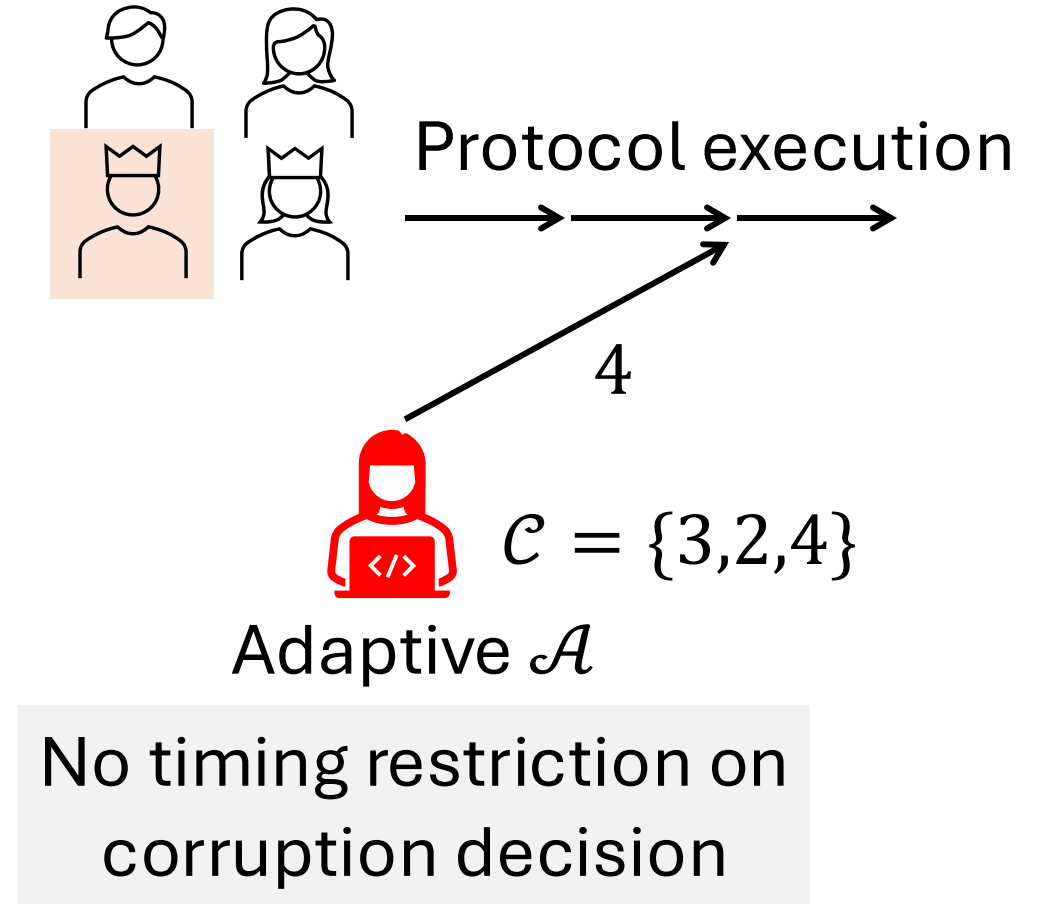 Protocol execution
4
</>
𝒞 = {3,2,4}
Adaptive 𝒜
No timing restriction on
corruption decision